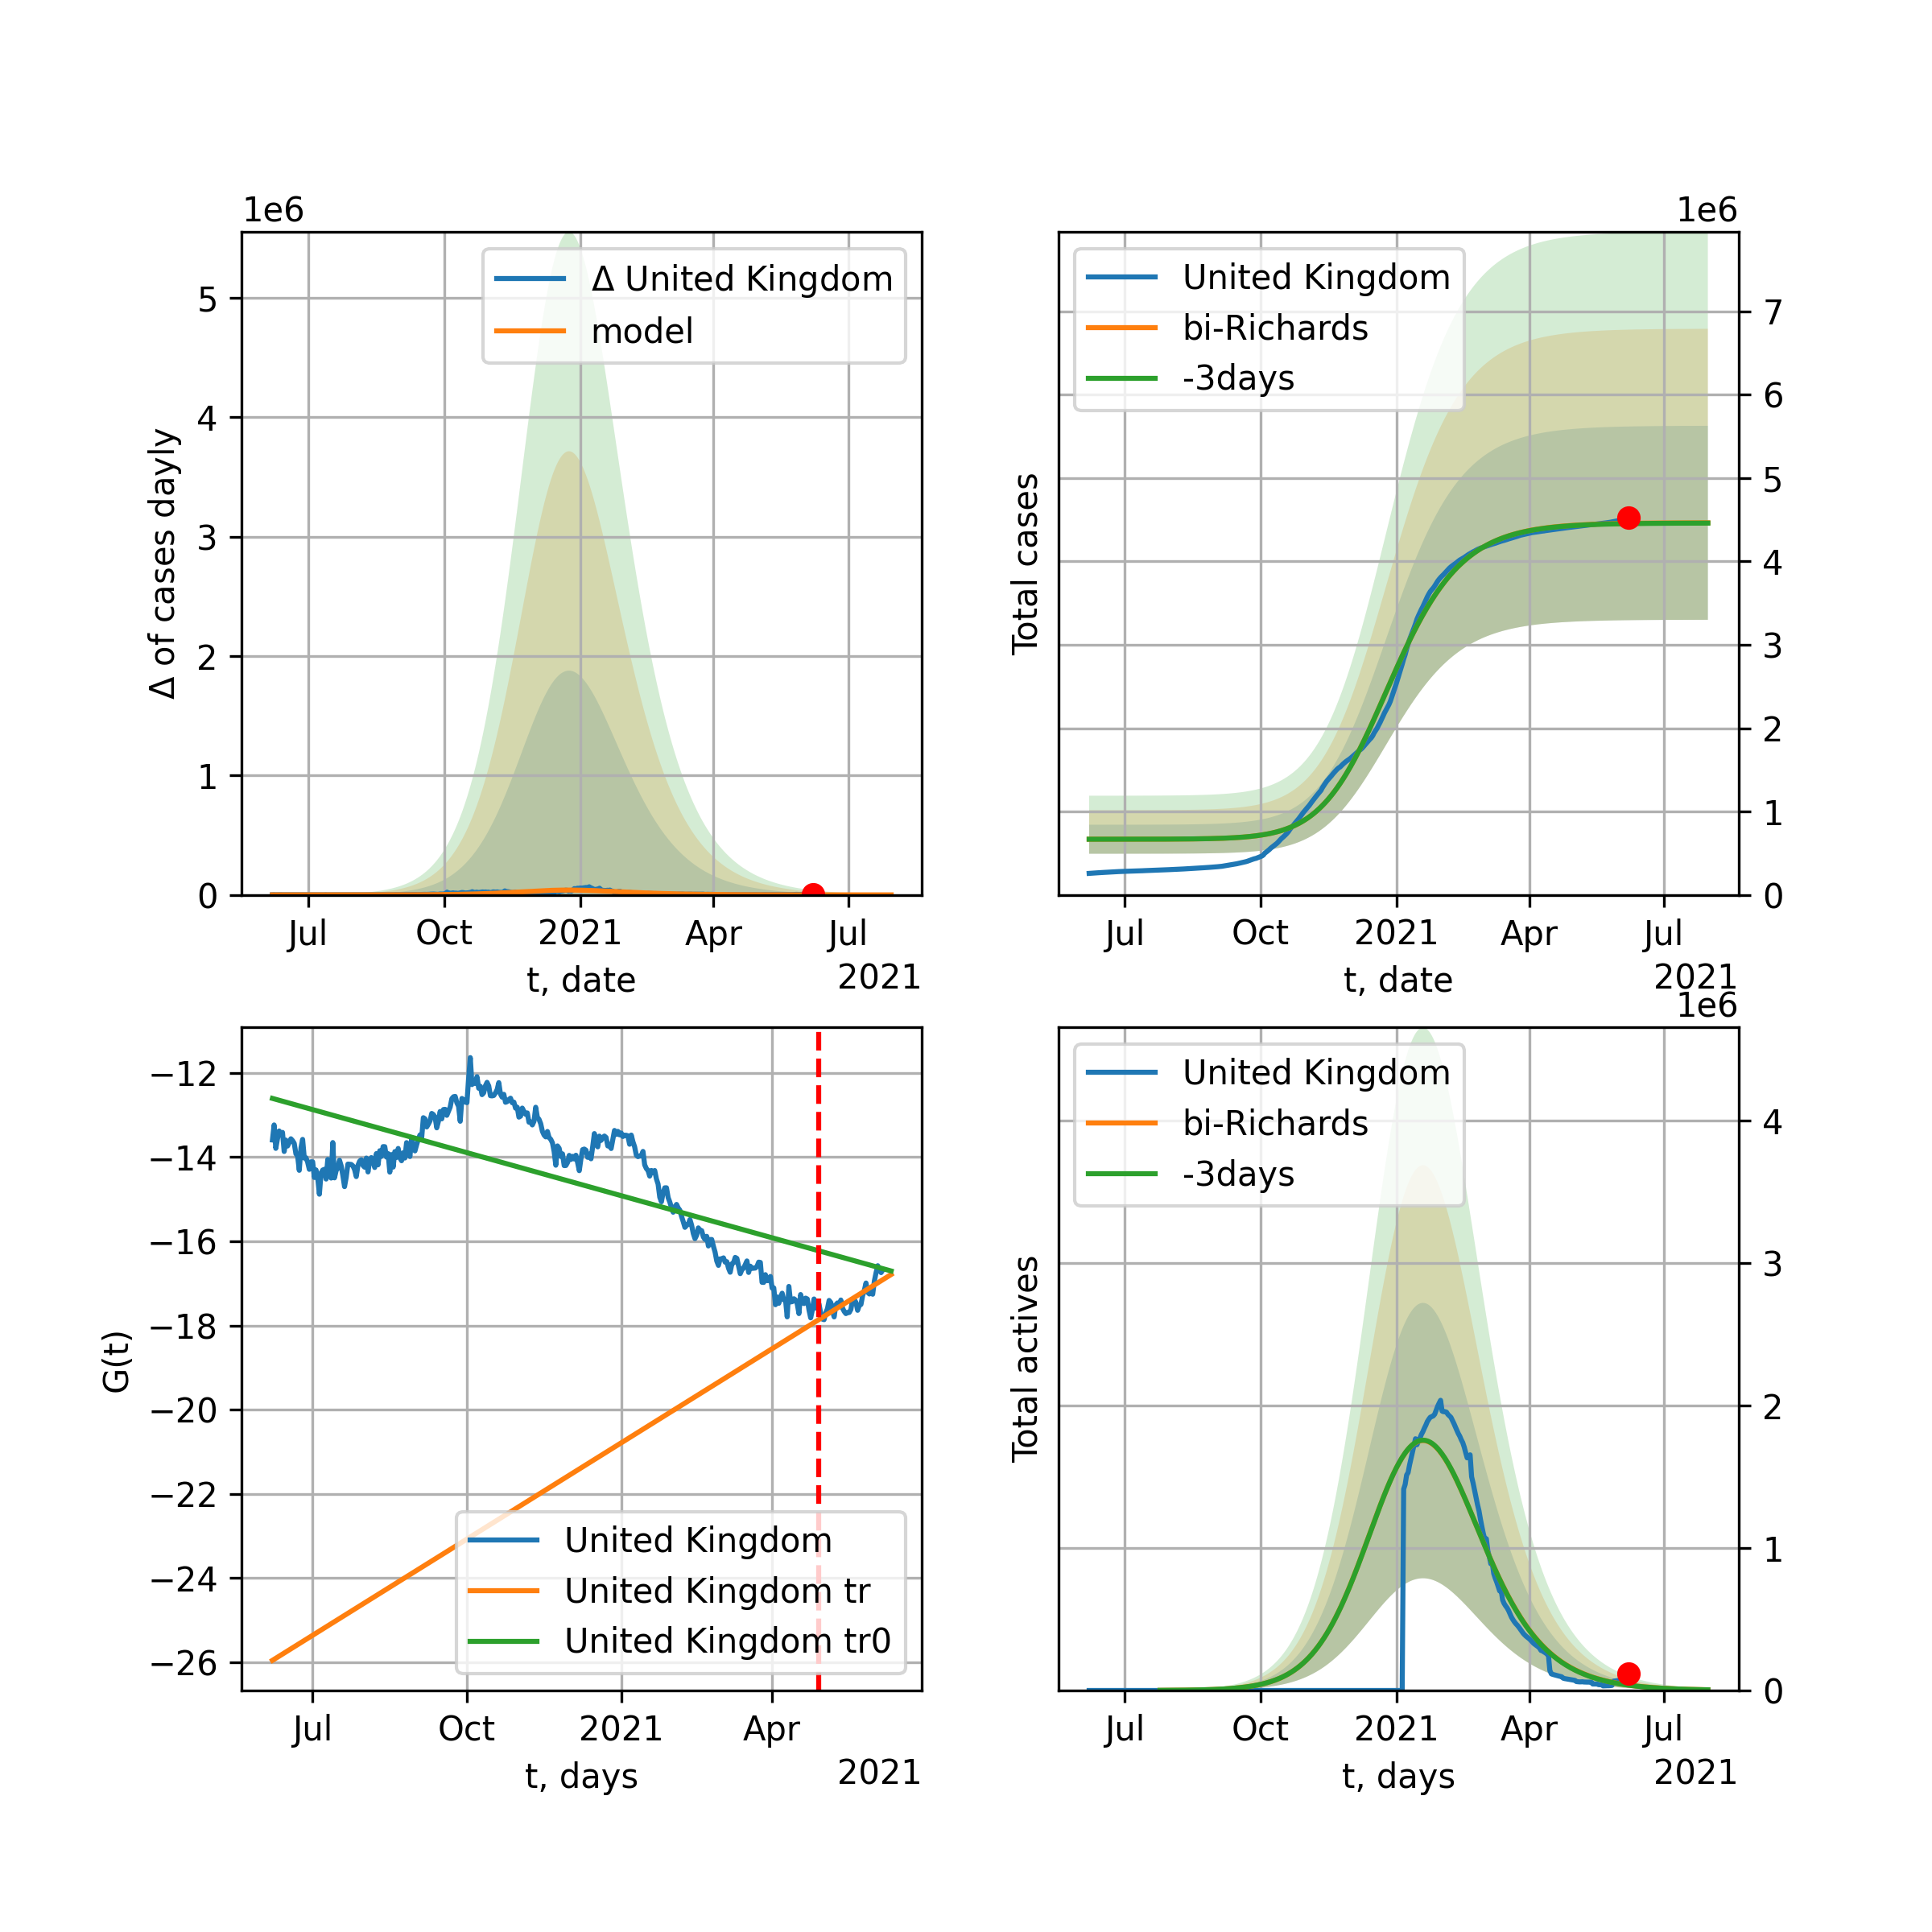 1e6
Δ United Kingdom
model
5
4
3
2
1
0
Δ of cases dayly
Jul
Oct
2021
Apr
Jul
t, date
2021
1e6
United Kingdom
bi-Richards
-3days
7
6
5
4
3
2
1
0
Total cases
Jul
Oct
2021
Apr
Jul
t, date
2021
−12
−14
−16
−18
−20
−22
−24
−26
G(t)
United Kingdom
United Kingdom tr
United Kingdom tr0
Jul
Oct
2021
Apr
t, days
2021
1e6
United Kingdom
bi-Richards
-3days
4
3
2
1
0
Total actives
Jul
Oct
2021
Apr
Jul
t, days
2021